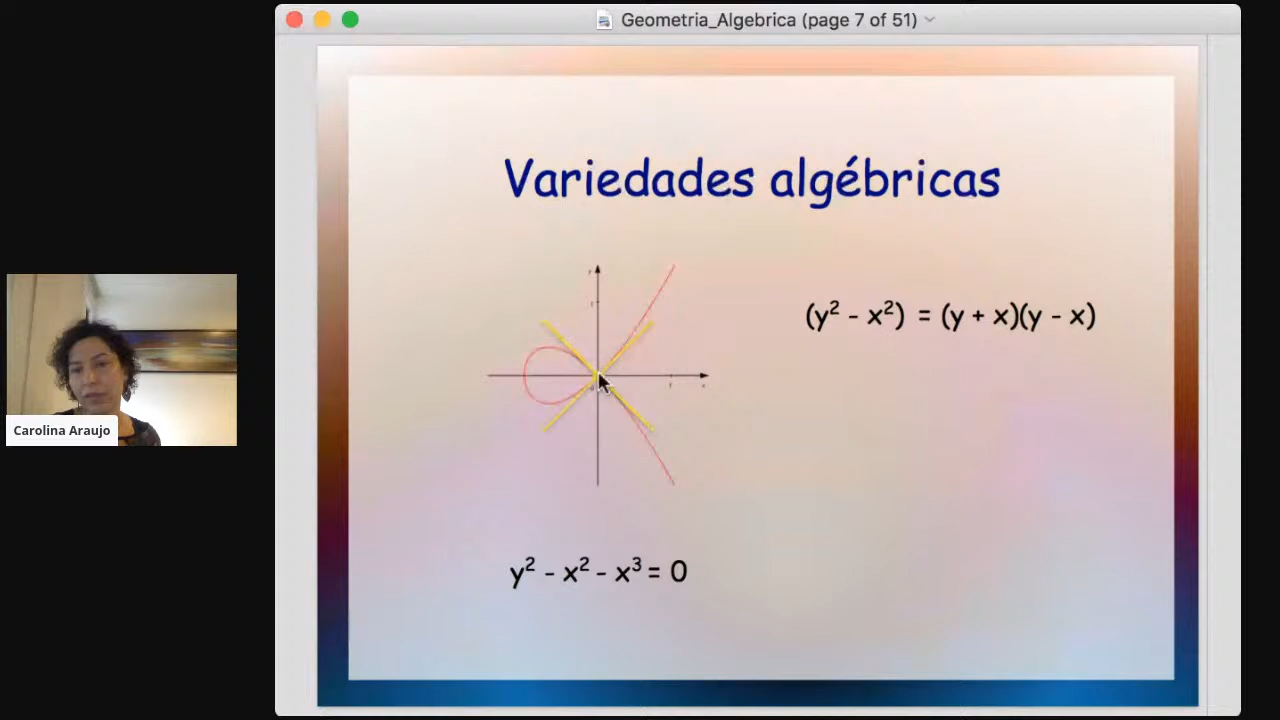 Geometria_Algebrica (page 7 of 51)
Variedades algébricas
(y² - x²) = (y + x)(y - x)
Carolina Araujo
y² - x² - x³ = 0